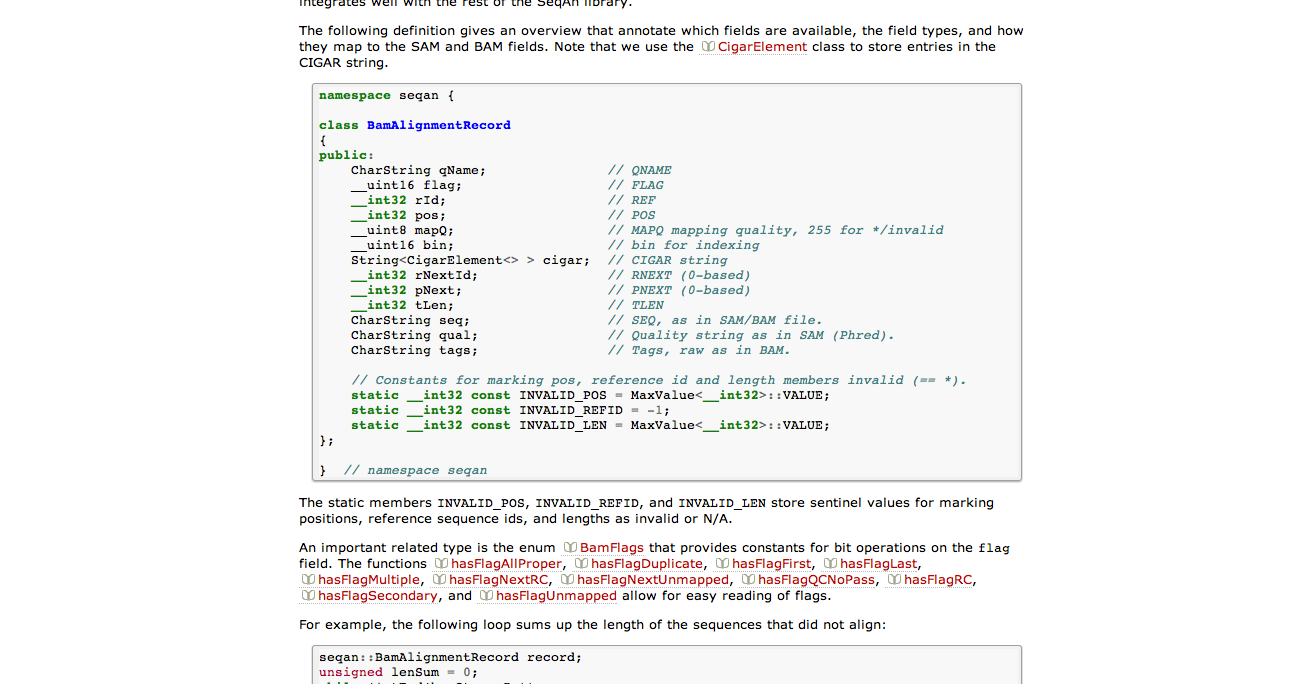 integrates well with the rest of the SeqAn library.
The following definition gives an overview that annotate which fields are available, the field types, and how
they map to the SAM and BAM fields. Note that we use the CigarElement class to store entries in the
CIGAR string.
namespace seqan {
class BamAlignmentRecord
{
public:
    CharString qName;               // QNAME
    __uint16 flag;                  // FLAG
    __int32 rId;                    // REF
    __int32 pos;                    // POS
    __uint8 mapQ;                   // MAPQ mapping quality, 255 for */invalid
    __uint16 bin;                   // bin for indexing
    String<CigarElement<> > cigar;  // CIGAR string
    __int32 rNextId;                // RNEXT (0-based)
    __int32 pNext;                  // PNEXT (0-based)
    __int32 tLen;                   // TLEN
    CharString seq;                 // SEQ, as in SAM/BAM file.
    CharString qual;                // Quality string as in SAM (Phred).
    CharString tags;                // Tags, raw as in BAM.
    // Constants for marking pos, reference id and length members invalid (== *).
    static __int32 const INVALID_POS = MaxValue<__int32>::VALUE;
    static __int32 const INVALID_REFID = -1;
    static __int32 const INVALID_LEN = MaxValue<__int32>::VALUE;
};
}  // namespace seqan
The static members INVALID_POS, INVALID_REFID, and INVALID_LEN store sentinel values for marking
positions, reference sequence ids, and lengths as invalid or N/A.
An important related type is the enum BamFlags that provides constants for bit operations on the flag
field. The functions hasFlagAllProper, hasFlagDuplicate, hasFlagFirst, hasFlagLast,
hasFlagMultiple, hasFlagNextRC, hasFlagNextUnmapped, hasFlagQCNoPass, hasFlagRC,
hasFlagSecondary, and hasFlagUnmapped allow for easy reading of flags.
For example, the following loop sums up the length of the sequences that did not align:
seqan::BamAlignmentRecord record;
unsigned lenSum = 0;